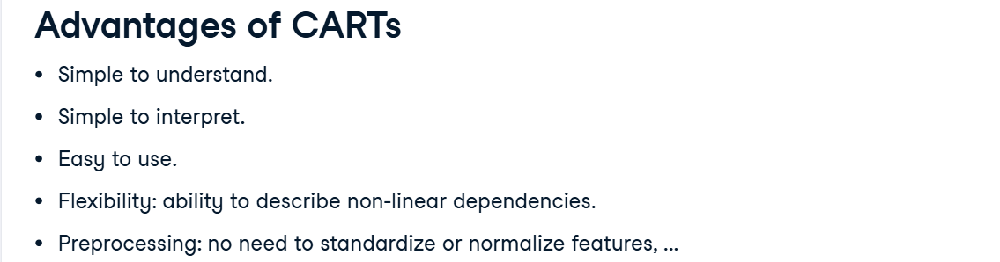 Advantages of CARTs
• Simple to understand.
• Simple to interpret.
• Easy to use.
• Flexibility: ability to describe non-linear dependencies.
• Preprocessing: no need to standardize or normalize features, ...